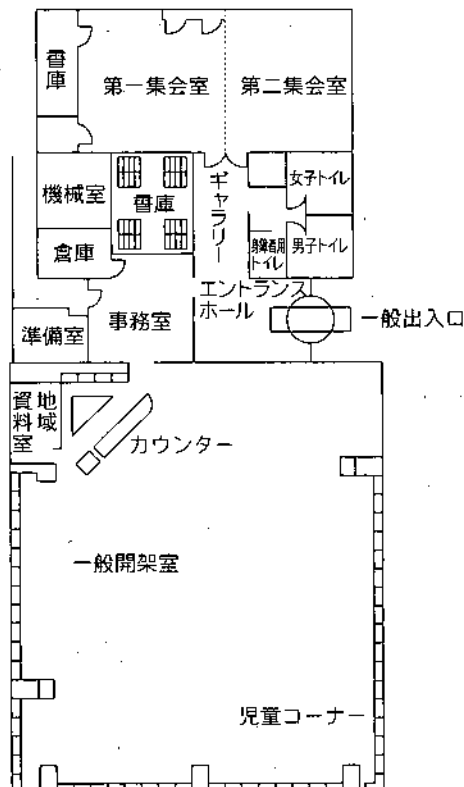 書庫
第一集会室
第二集会室
機械室
書庫
ギャラリー
女子トイレ
倉庫
身障者用
トイレ
男子トイレ
エントランス
ホール
一般出入口
準備室
事務室
地域
資料室
カウンター
一般開架室
児童コーナー